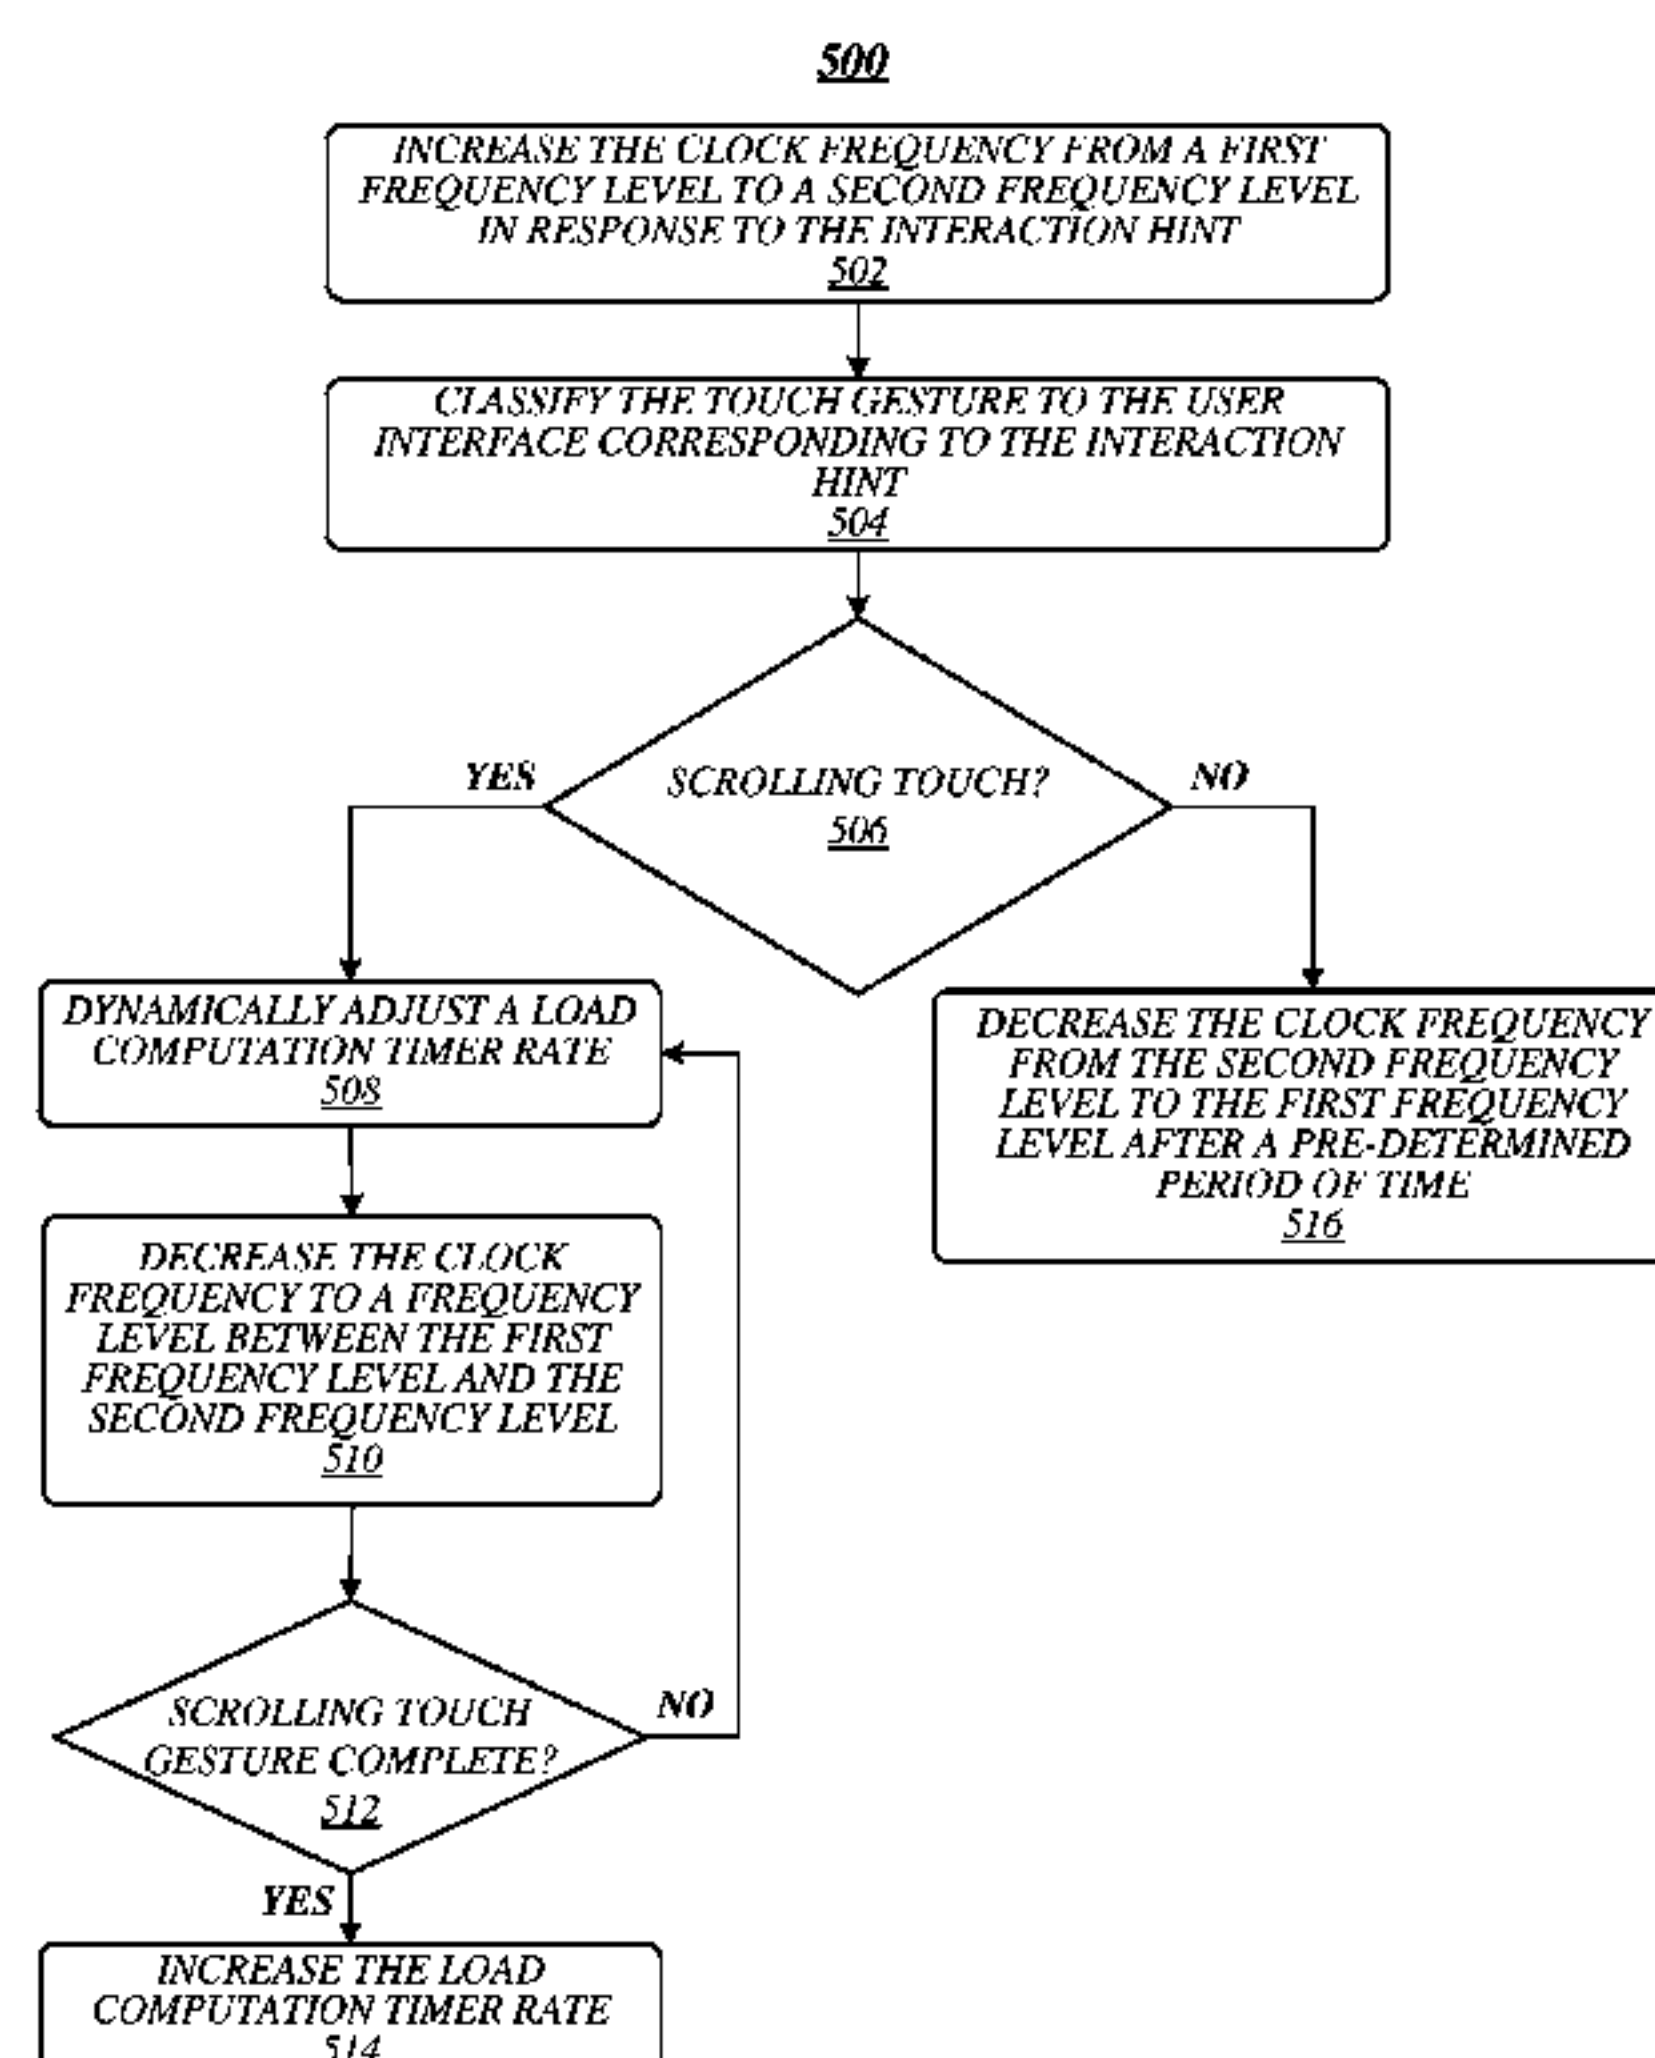 500
INCREASE THE CLOCK FREQUENCY FROM A FIRST
FREQUENCY LEVEL TO A SECOND FREQUENCY LEVEL
IN RESPONSE TO THE INTERACTION HINT
502
CLASSIFY THE TOUCH GESTURE TO THE USER
INTERFACE CORRESPONDING TO THE INTERACTION
HINT
504
SCROLLING TOUCH?
506
YES
NO
DYNAMICALLY ADJUST A LOAD
COMPUTATION TIMER RATE
508
DECREASE THE CLOCK
FREQUENCY TO A FREQUENCY
LEVEL BETWEEN THE FIRST
FREQUENCY LEVEL AND THE
SECOND FREQUENCY LEVEL
510
SCROLLING TOUCH
GESTURE COMPLETE?
512
NO
YES
INCREASE THE LOAD
COMPUTATION TIMER RATE
514
DECREASE THE CLOCK FREQUENCY
FROM THE SECOND FREQUENCY
LEVEL TO THE FIRST FREQUENCY
LEVEL AFTER A PRE-DETERMINED
PERIOD OF TIME
516